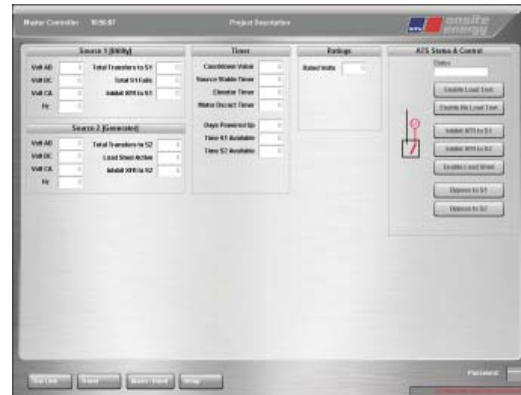 Master Controller
Project Description
mtu onsite energy
Source 1 (Utility)
Volt AB
Total Transfers to S1
Volt BC
Total S1 Fails
Volt CA
Inhibit XFR to S1
Hz
Source 2 (Generator)
Volt AB
Total Transfers to S2
Volt BC
Load Shed Active
Volt CA
Inhibit XFR to S2
Hz
Timer
Countdown Value
Source Stable Timer
Elevator Timer
Motor Discnct Timer
Days Powered Up
Time S1 Available
Time S2 Available
Ratings
Rated Volts
ATS Status & Control
Status
Enable Load Test
Enable No Load Test
Inhibit XFR to S1
Inhibit XFR to S2
Enable Load Shed
Bypass to S1
Bypass to S2
One Line
Trend
Password